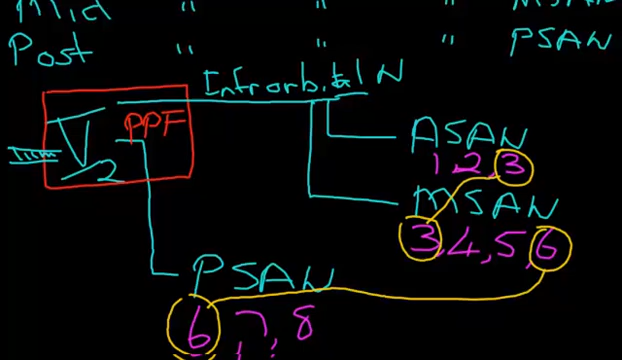 Mid " " MSAN
Post " " PSAN
Infrorbital N
V2 PPF
ASAN
1, 2, 3
MSAN
3, 4, 5, 6
PSAN
6, 7, 8